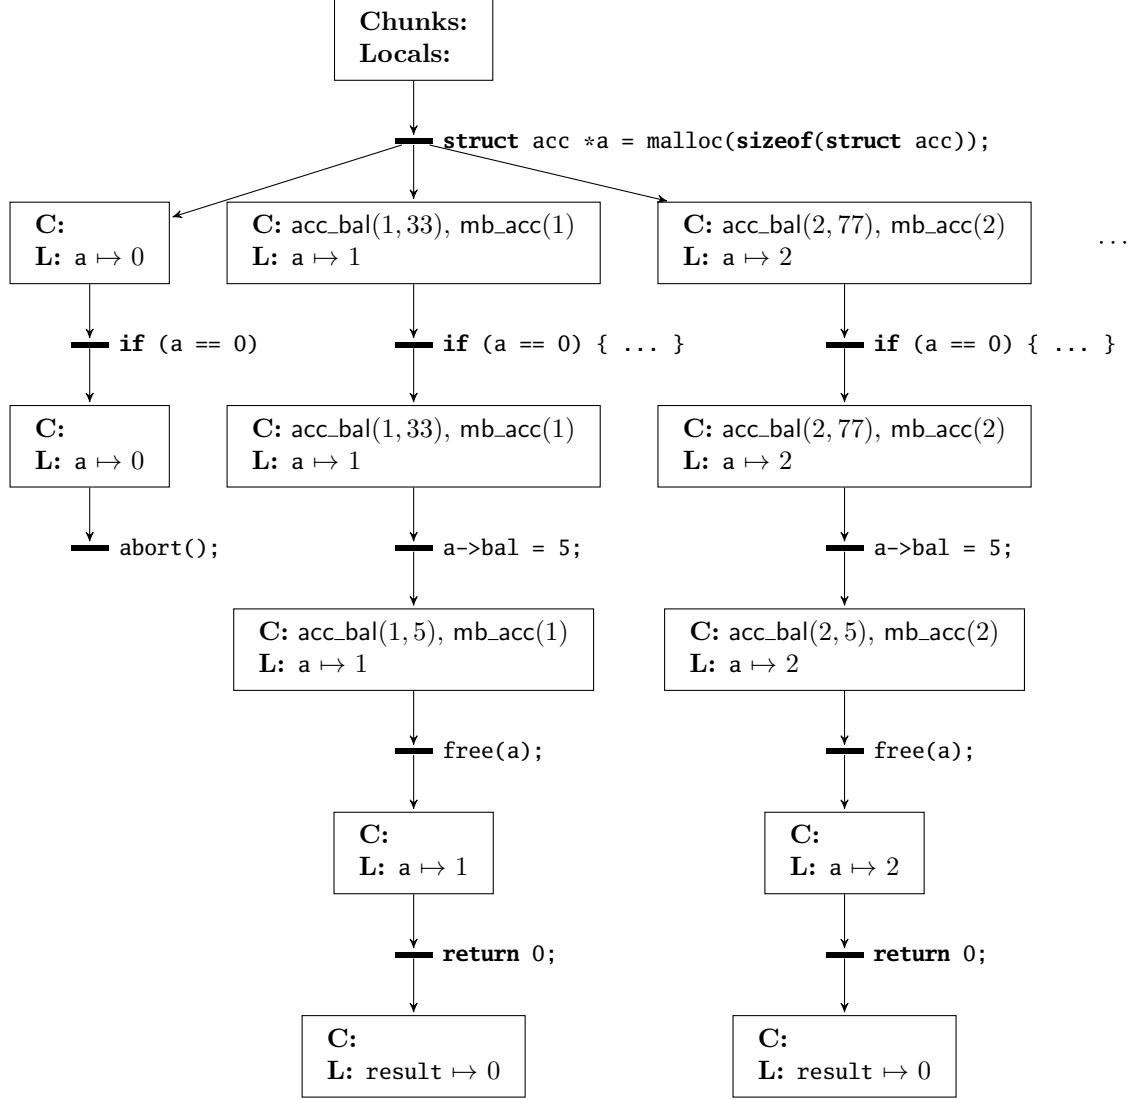 Chunks:
Locals:
struct acc *a = malloc(sizeof(struct acc));
C:
L: a ↦ 0
C: acc_bal(1, 33), mb_acc(1)
L: a ↦ 1
C: acc_bal(2, 77), mb_acc(2)
L: a ↦ 2
...
if (a == 0)
if (a == 0) { ... }
if (a == 0) { ... }
C:
L: a ↦ 0
C: acc_bal(1, 33), mb_acc(1)
L: a ↦ 1
C: acc_bal(2, 77), mb_acc(2)
L: a ↦ 2
abort();
a->bal = 5;
a->bal = 5;
C: acc_bal(1, 5), mb_acc(1)
L: a ↦ 1
C: acc_bal(2, 5), mb_acc(2)
L: a ↦ 2
free(a);
free(a);
C:
L: a ↦ 1
C:
L: a ↦ 2
return 0;
return 0;
C:
L: result ↦ 0
C:
L: result ↦ 0